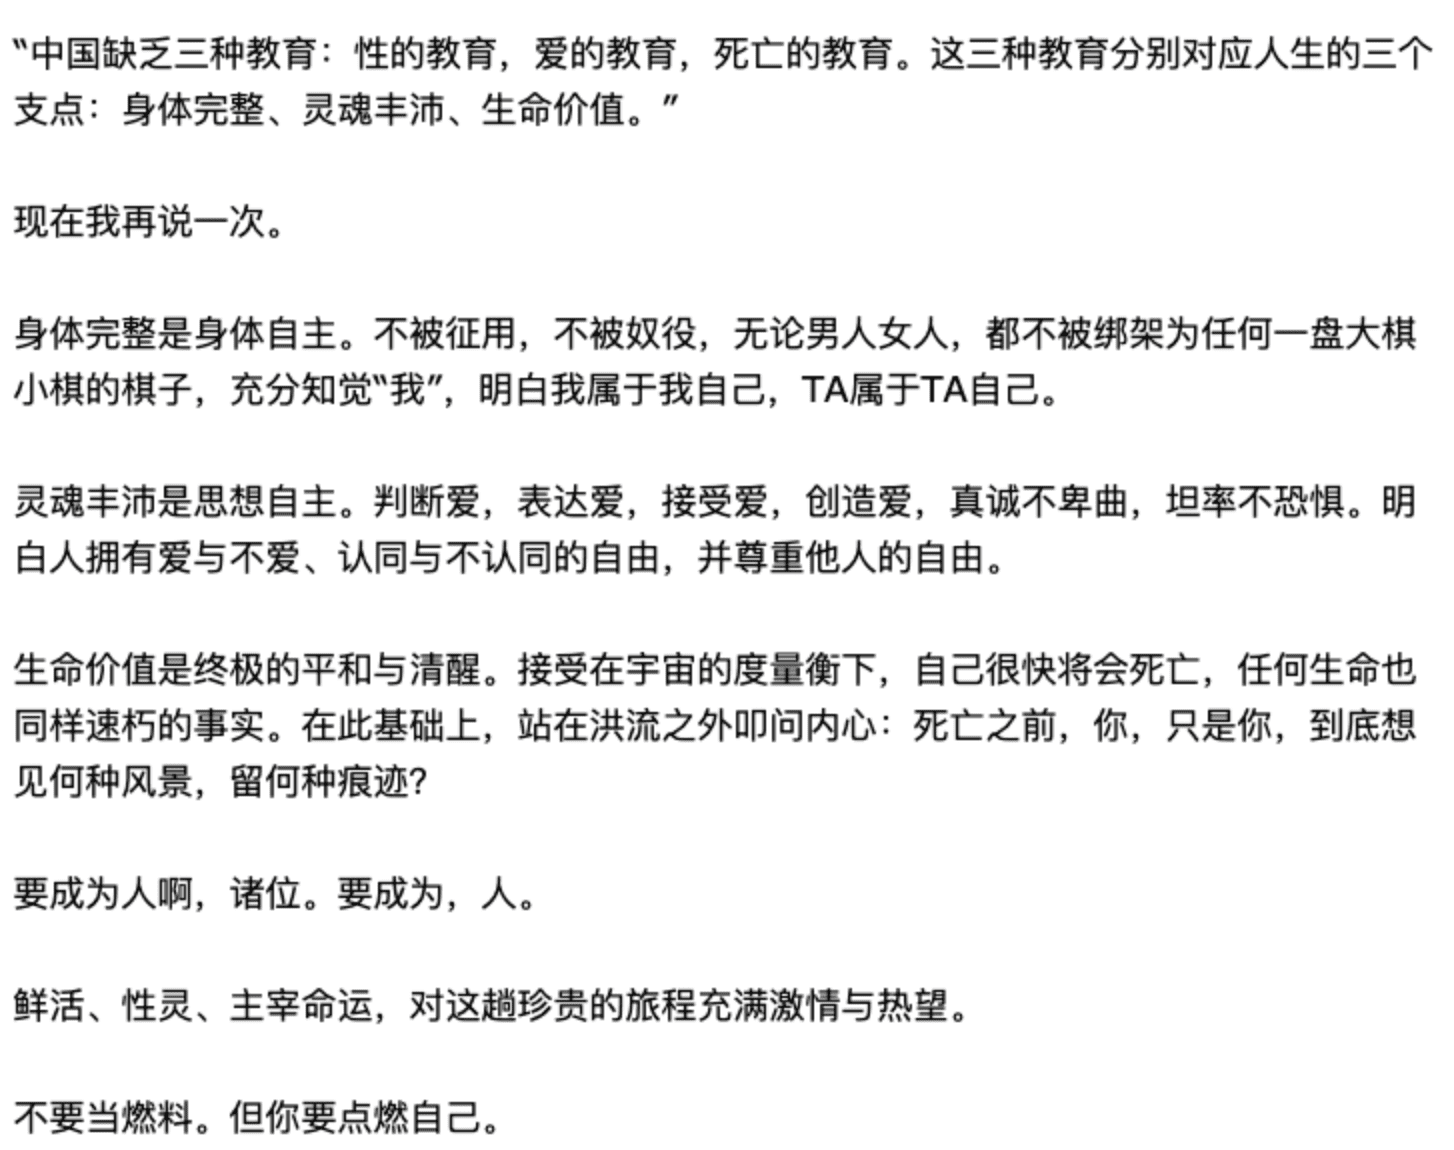 “中国缺乏三种教育：性的教育，爱的教育，死亡的教育。这三种教育分别对应人生的三个
支点：身体完整、灵魂丰沛、生命价值。”
现在我再说一次。
身体完整是身体自主。不被征用，不被奴役，无论男人女人，都不被绑架为任何一盘大棋
小棋的棋子，充分知觉“我”，明白我属于我自己，TA属于TA自己。
灵魂丰沛是思想自主。判断爱，表达爱，接受爱，创造爱，真诚不卑曲，坦率不恐惧。明
白人拥有爱与不爱、认同与不认同的自由，并尊重他人的自由。
生命价值是终极的平和与清醒。接受在宇宙的度量衡下，自己很快将会死亡，任何生命也
同样速朽的事实。在此基础上，站在洪流之外叩问内心：死亡之前，你，只是你，到底想
见何种风景，留何种痕迹？
要成为人啊，诸位。要成为，人。
鲜活、性灵、主宰命运，对这趟珍贵的旅程充满激情与热望。
不要当燃料。但你要点燃自己。